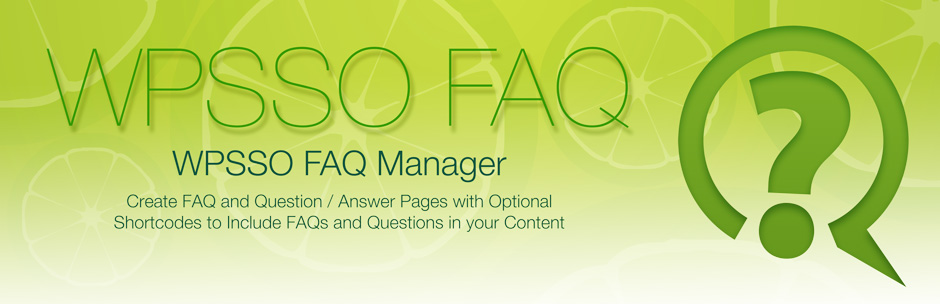 WPSSO FAQ
WPSSO FAQ Manager
Create FAQ and Question / Answer Pages with Optional
Shortcodes to Include FAQs and Questions in your Content